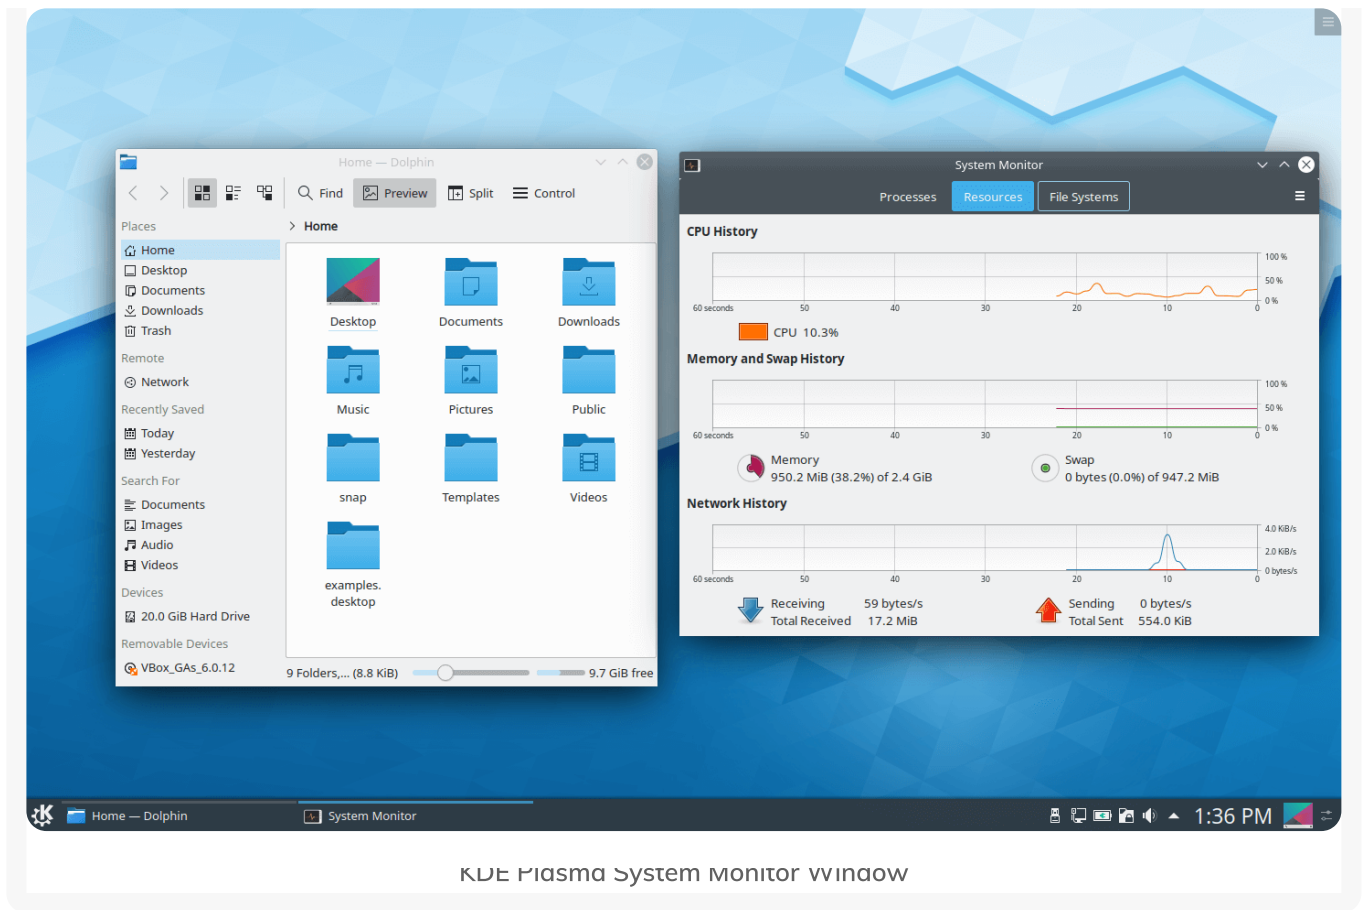 Home — Dolphin
Find
Preview
Split
Control
Places
Home
Desktop
Documents
Downloads
Trash
Remote
Network
Recently Saved
Today
Yesterday
Search For
Documents
Images
Audio
Videos
Devices
20.0 GiB Hard Drive
Removable Devices
VBox_GAs_6.0.12
> Home
Desktop
Documents
Downloads
Music
Pictures
Public
snap
Templates
Videos
examples.
desktop
9 Folders,... (8.8 KiB)
9.7 GiB free
System Monitor
Processes
Resources
File Systems
CPU History
100 %
50 %
0 %
60 seconds 50 40 30 20 10 0
CPU 10.3%
Memory and Swap History
100 %
50 %
0 %
60 seconds 50 40 30 20 10 0
Memory
950.2 MiB (38.2%) of 2.4 GiB
Swap
0 bytes (0.0%) of 947.2 MiB
Network History
4.0 KiB/s
2.0 KiB/s
0 bytes/s
60 seconds 50 40 30 20 10 0
Receiving 59 bytes/s
Total Received 17.2 MiB
Sending 0 bytes/s
Total Sent 554.0 KiB
Home — Dolphin
System Monitor
1:36 PM
KDE Plasma System Monitor Window